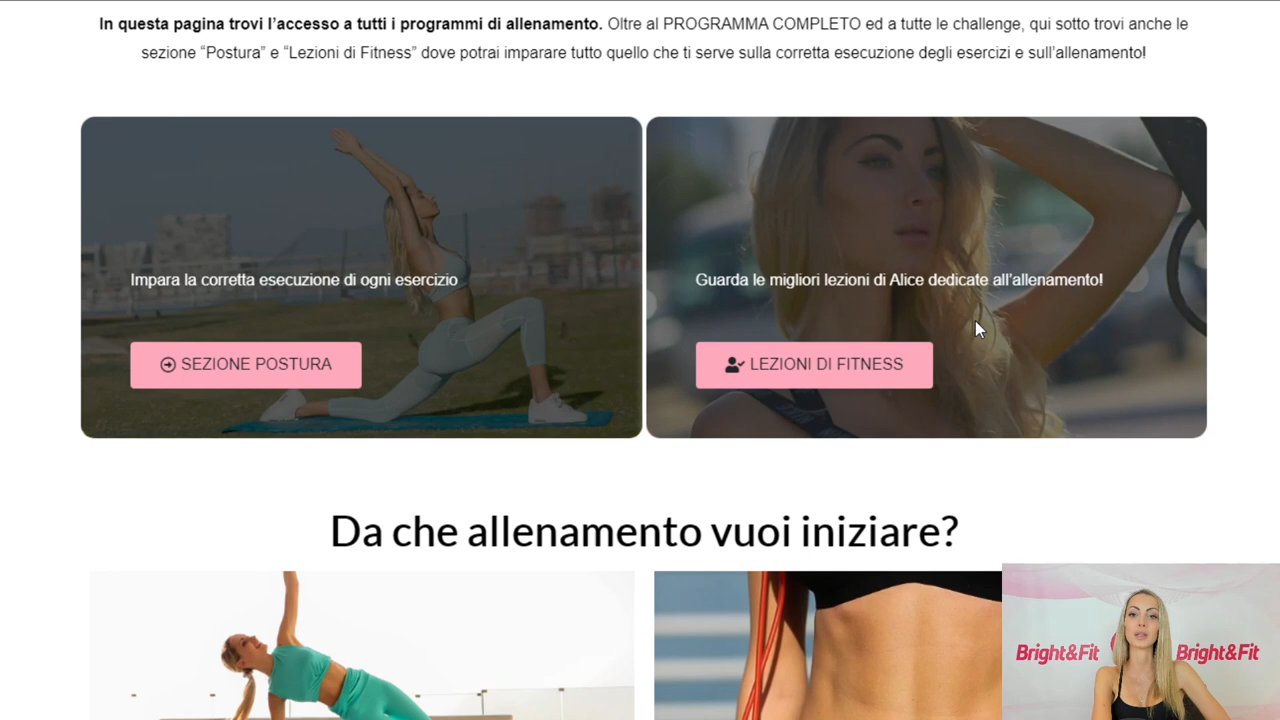 In questa pagina trovi l’accesso a tutti i programmi di allenamento. Oltre al PROGRAMMA COMPLETO ed a tutte le challenge, qui sotto trovi anche le
sezione “Postura” e “Lezioni di Fitness” dove potrai imparare tutto quello che ti serve sulla corretta esecuzione degli esercizi e sull’allenamento!
Impara la corretta esecuzione di ogni esercizio
SEZIONE POSTURA
Guarda le migliori lezioni di Alice dedicate all’allenamento!
LEZIONI DI FITNESS
Da che allenamento vuoi iniziare?
Bright&Fit
Bright&Fit